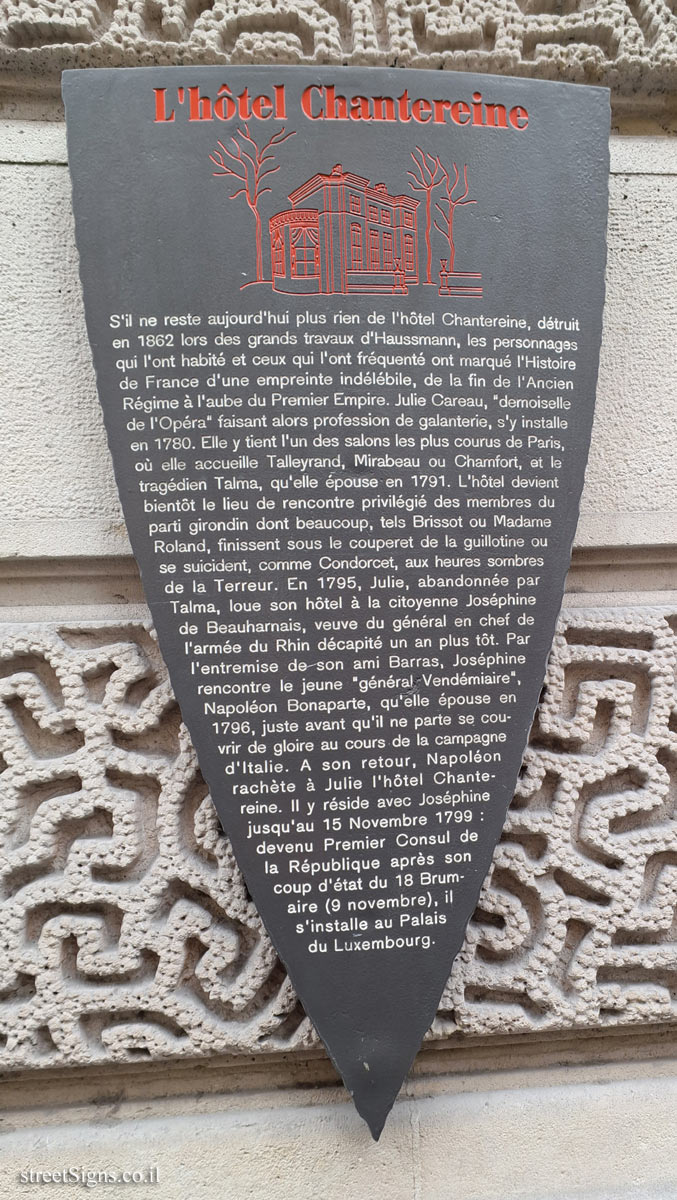 L'hôtel Chantereine
S'il ne reste aujourd'hui plus rien de l'hôtel Chantereine, détruit
en 1862 lors des grands travaux d'Haussmann, les personnages
qui l'ont habité et ceux qui l'ont fréquenté ont marqué l'Histoire
de France d'une empreinte indélébile, de la fin de l'Ancien
Régime à l'aube du Premier Empire. Julie Careau, "demoiselle
de l'Opéra" faisant alors profession de galanterie, s'y installe
en 1780. Elle y tient l'un des salons les plus courus de Paris,
où elle accueille Talleyrand, Mirabeau ou Chamfort, et le
tragédien Talma, qu'elle épouse en 1791. L'hôtel devient
bientôt le lieu de rencontre privilégié des membres du
parti girondin dont beaucoup, tels Brissot ou Madame
Roland, finissent sous le couperet de la guillotine ou
se suicident, comme Condorcet, aux heures sombres
de la Terreur. En 1795, Julie, abandonnée par
Talma, loue son hôtel à la citoyenne Joséphine
de Beauharnais, veuve du général en chef de
l'armée du Rhin décapité un an plus tôt. Par
l'entremise de son ami Barras, Joséphine
rencontre le jeune "général Vendémiaire",
Napoléon Bonaparte, qu'elle épouse en
1796, juste avant qu'il ne parte se cou-
vrir de gloire au cours de la campagne
d'Italie. A son retour, Napoléon
rachète à Julie l'hôtel Chante-
reine. Il y réside avec Joséphine
jusqu'au 15 Novembre 1799 :
devenu Premier Consul de
la République après son
coup d'état du 18 Brum-
aire (9 novembre), il
s'installe au Palais
du Luxembourg.
streetSigns.co.il